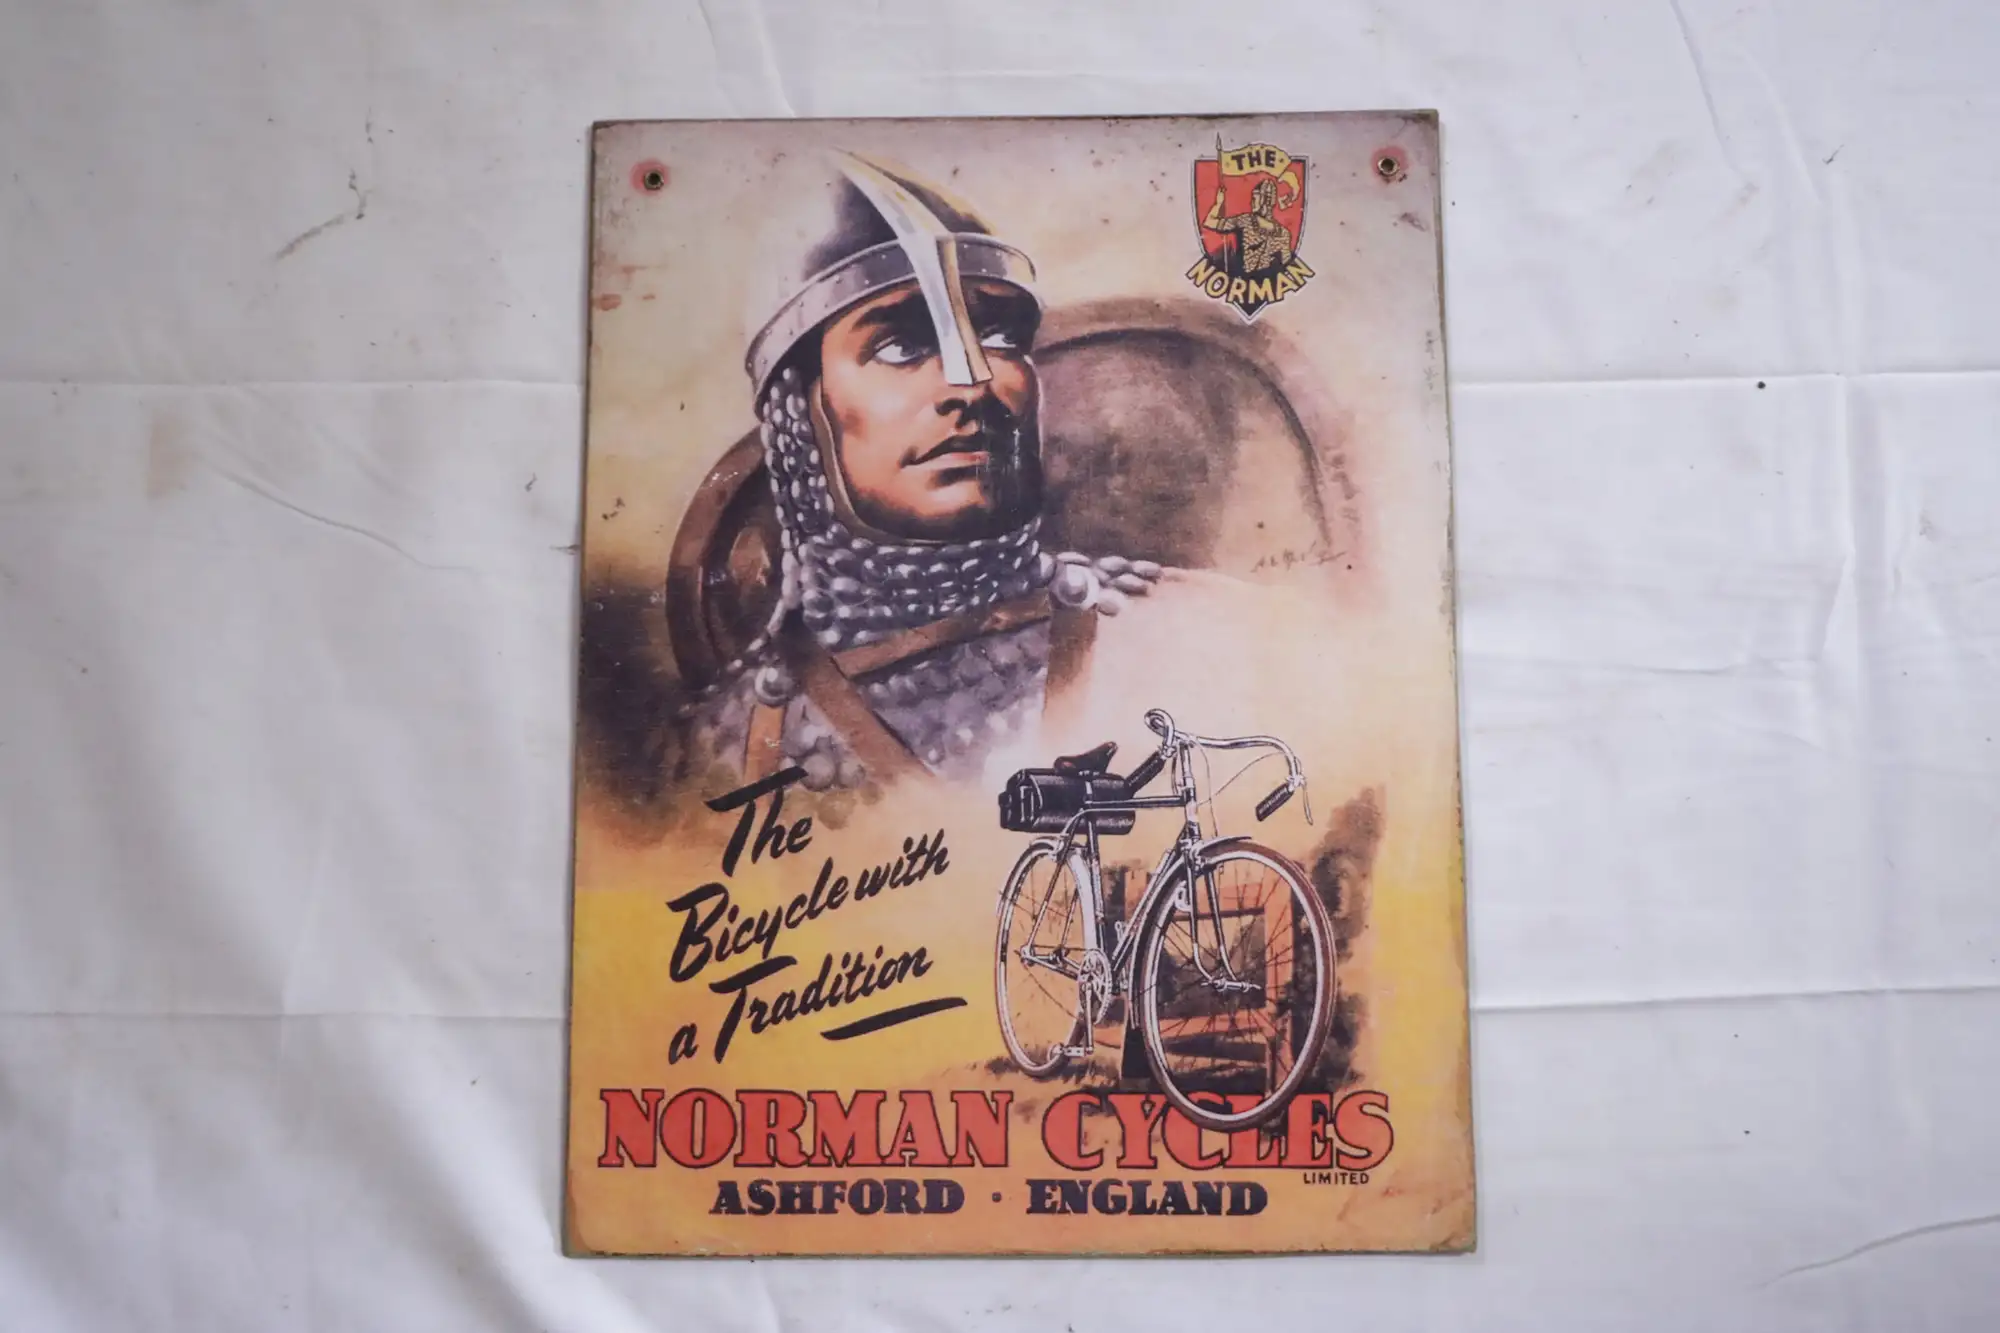 THE
NORMAN
The
Bicycle with
a Tradition
NORMAN CYCLES
LIMITED
ASHFORD · ENGLAND